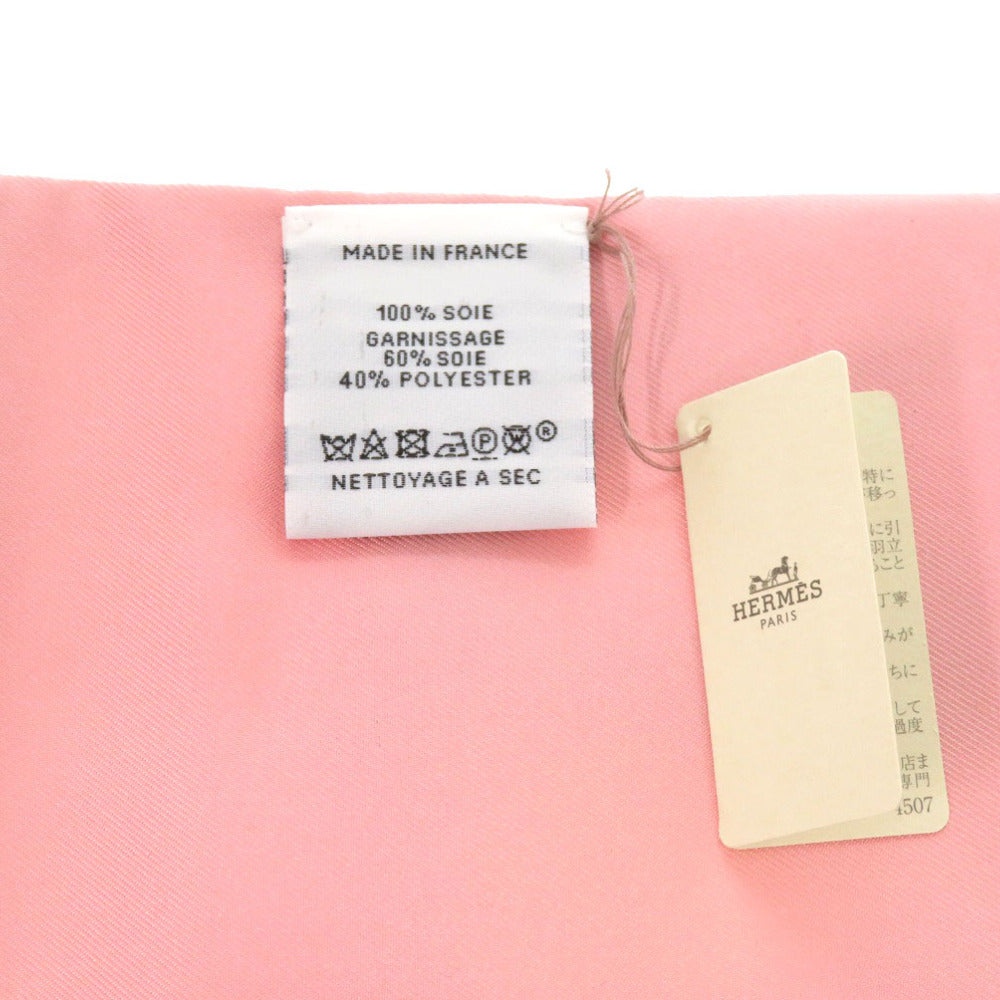 MADE IN FRANCE
100% SOIE
GARNISSAGE
60% SOIE
40% POLYESTER
P
W®
NETTOYAGE A SEC
HERMÈS
PARIS
特に
移っ
に引
羽立
ること
丁寧
みが
ちに
して
過度
店ま
専門
4507